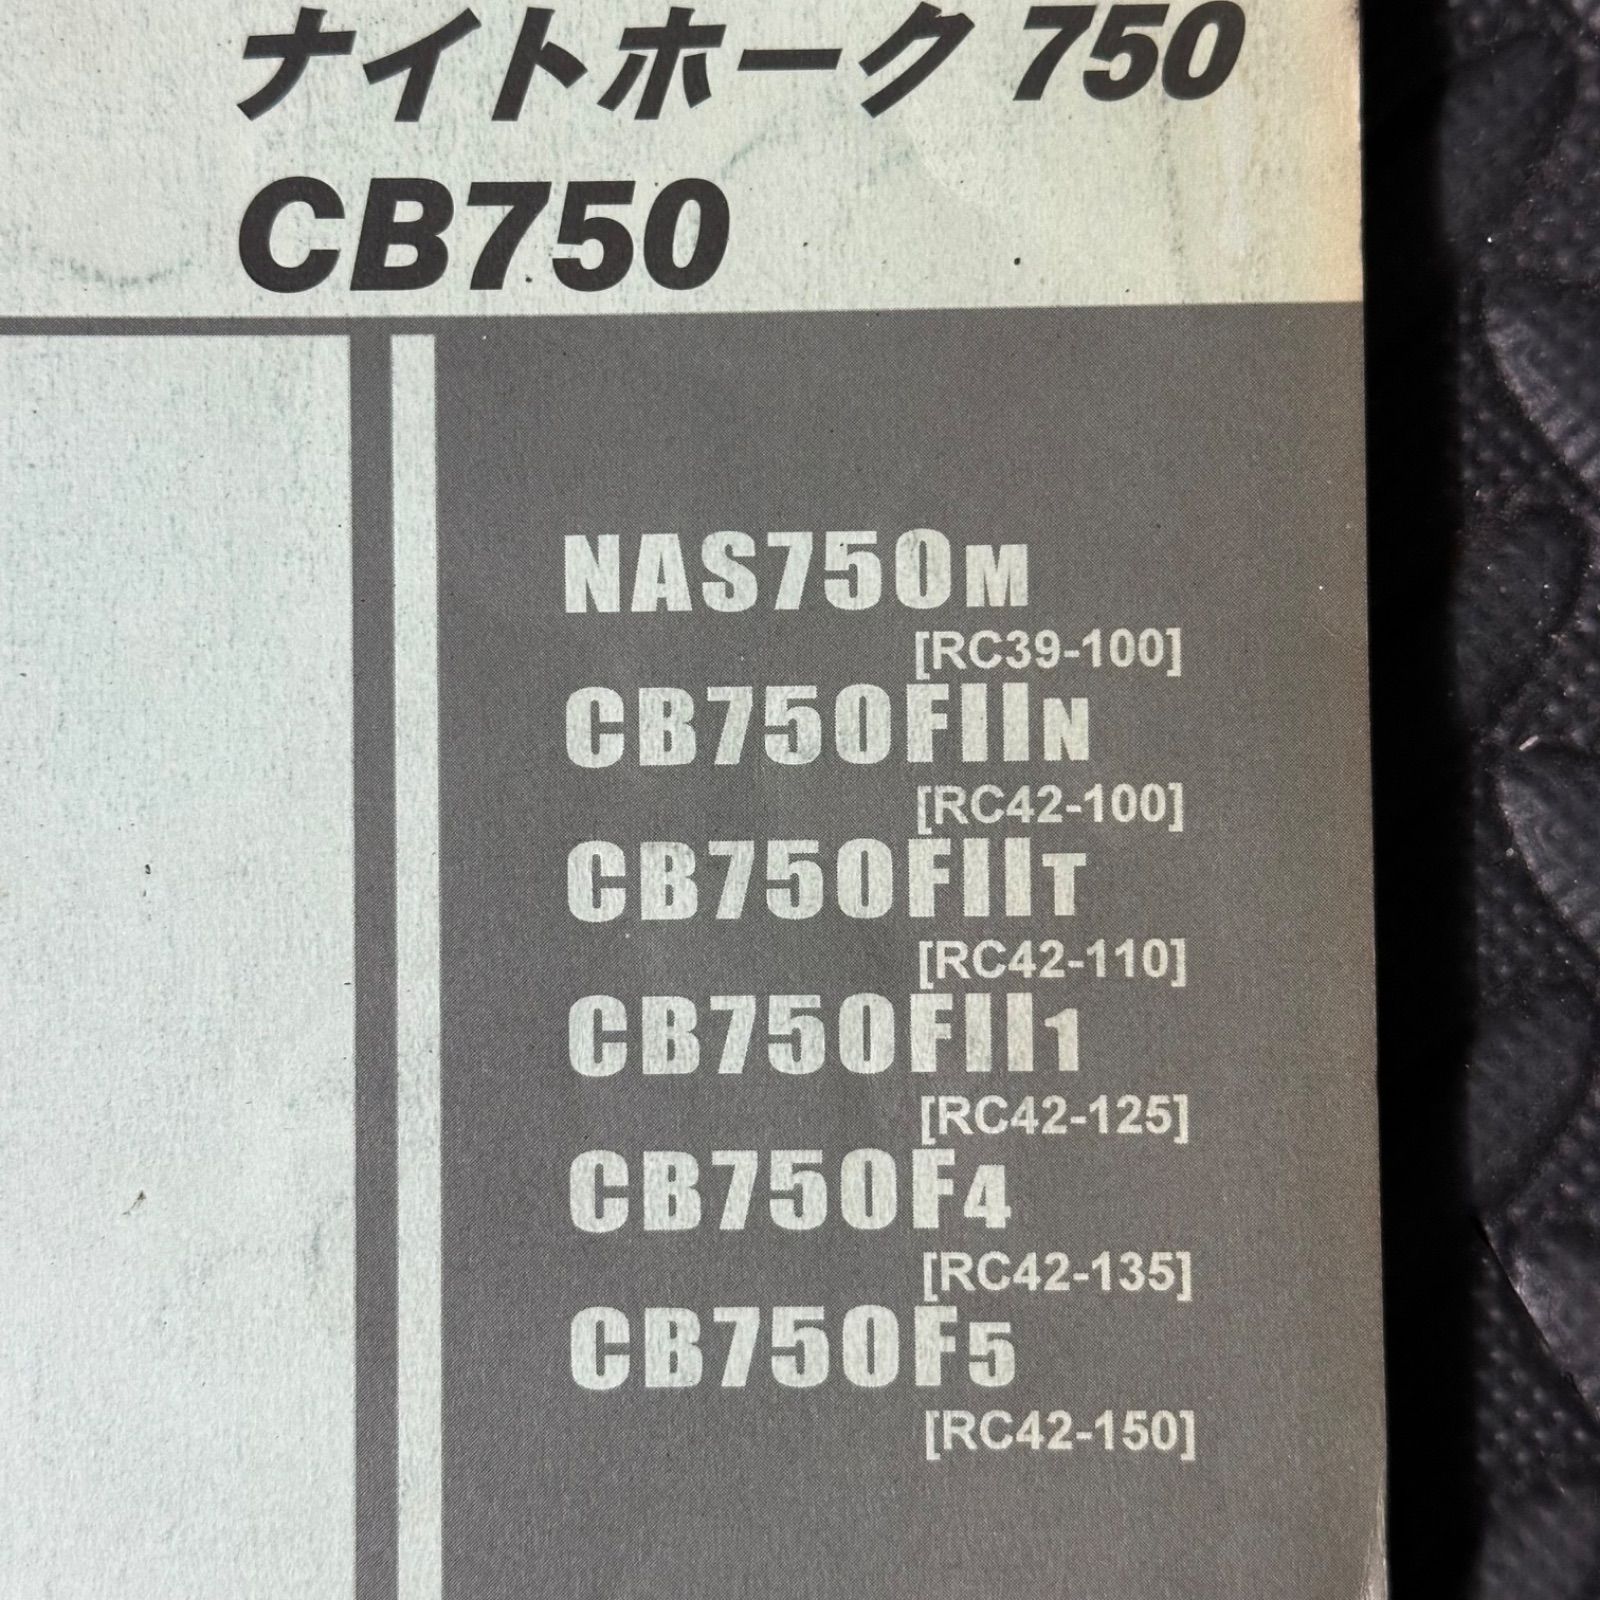 ナイトホーク 750
CB750
NAS750M
[RC39-100]
CB750FIIN
[RC42-100]
CB750FIIT
[RC42-110]
CB750FII1
[RC42-125]
CB750F4
[RC42-135]
CB750F5
[RC42-150]